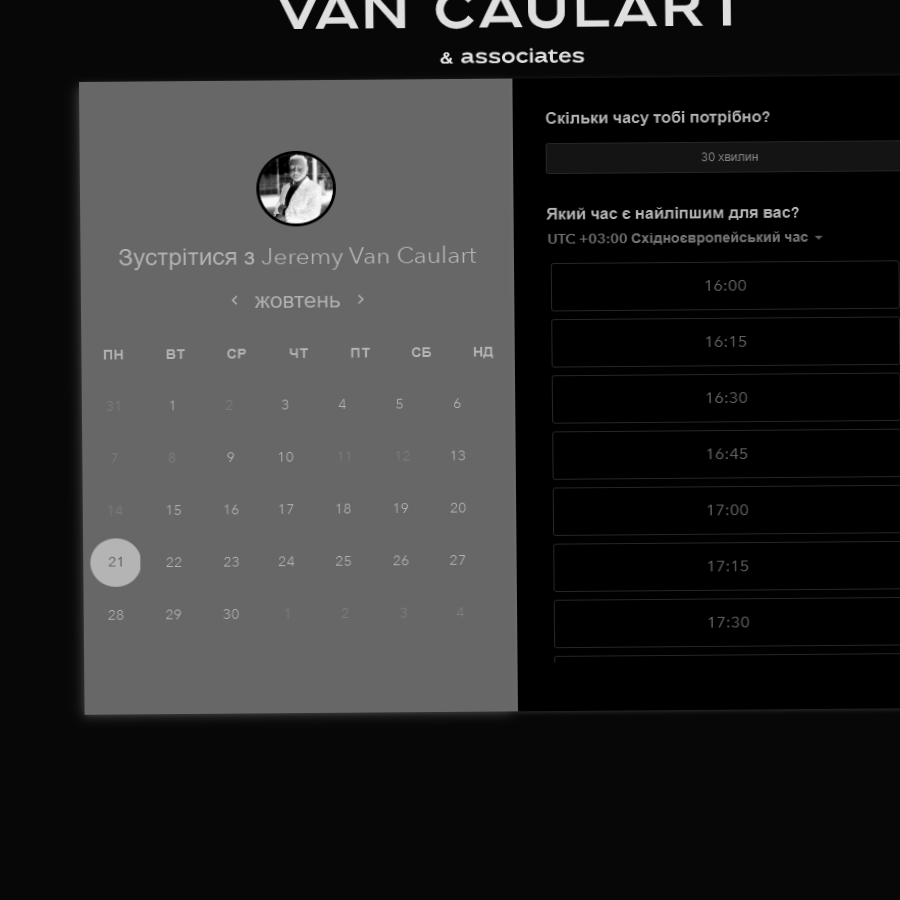 VAN CAULART
& associates
Зустрітися з Jeremy Van Caulart
‹ жовтень ›
ПН ВТ СР ЧТ ПТ СБ НД
31 1 2 3 4 5 6
7 8 9 10 11 12 13
14 15 16 17 18 19 20
21 22 23 24 25 26 27
28 29 30 1 2 3 4
Скільки часу тобі потрібно?
30 хвилин
Який час є найліпшим для вас?
UTC +03:00 Східноєвропейський час
16:00
16:15
16:30
16:45
17:00
17:15
17:30